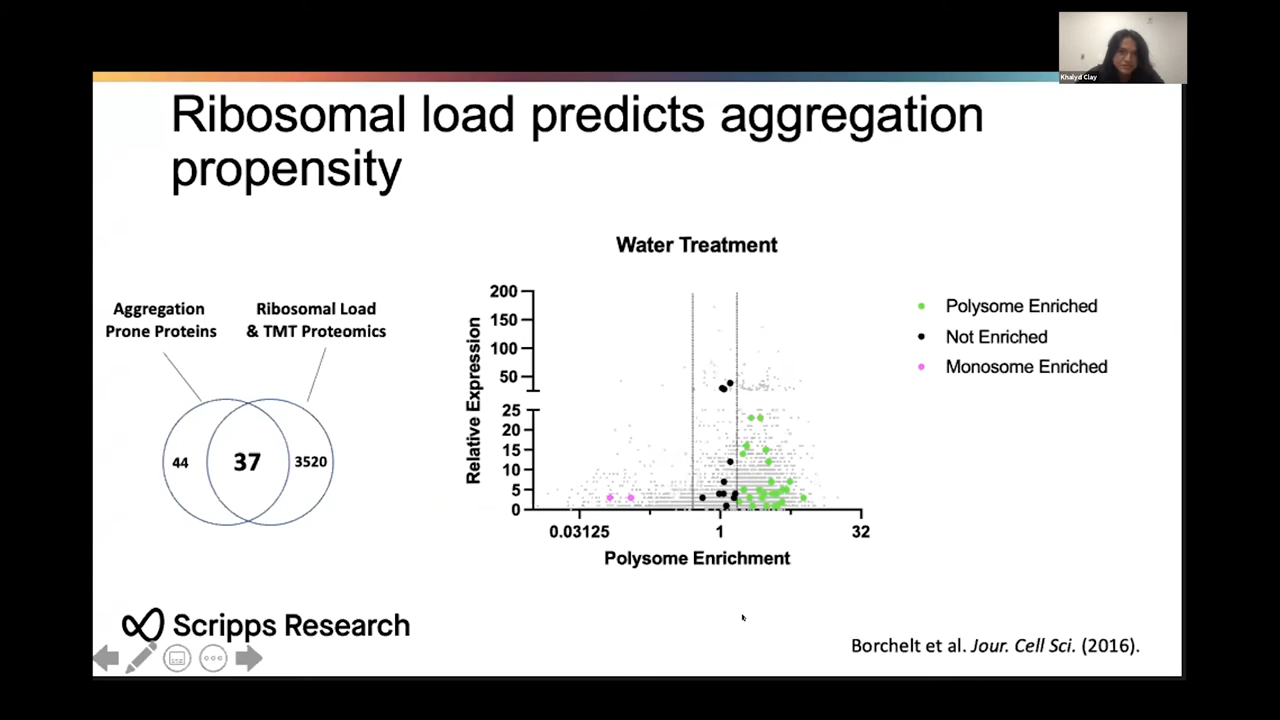 Khalyd Clay
Ribosomal load predicts aggregation
propensity
Water Treatment
Aggregation
Prone Proteins
Ribosomal Load
& TMT Proteomics
44
37
3520
Relative Expression
200
150
100
50
25
20
15
10
5
0
0.03125
1
32
Polysome Enrichment
Polysome Enriched
Not Enriched
Monosome Enriched
Scripps Research
Borchelt et al. Jour. Cell Sci. (2016).